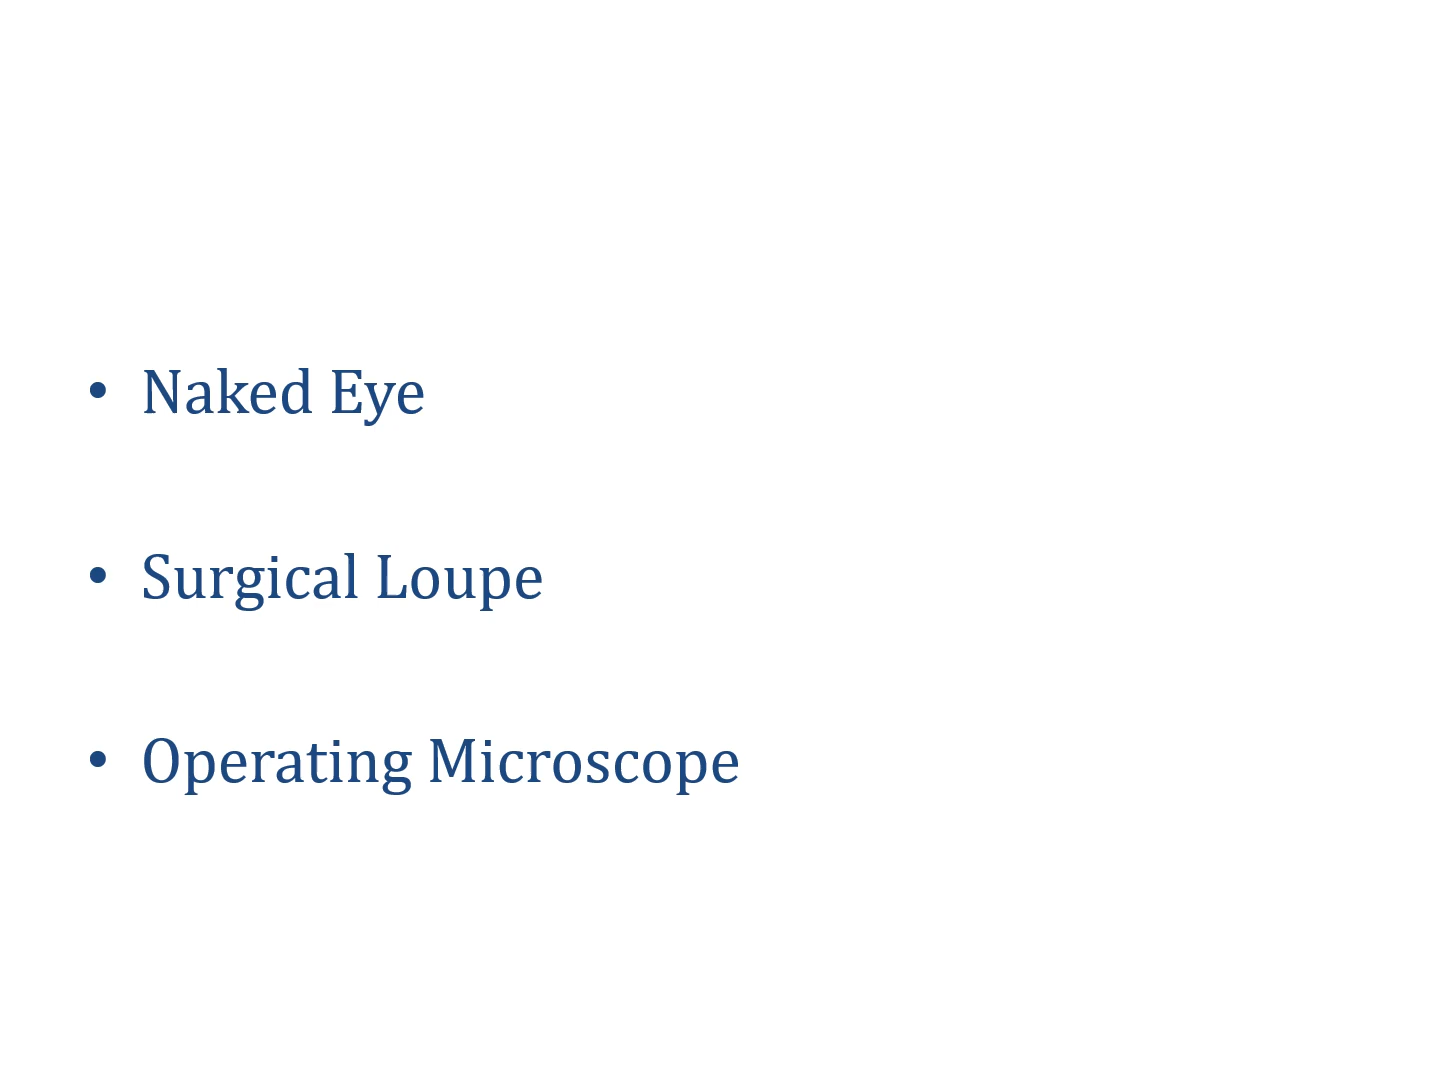 • Naked Eye
• Surgical Loupe
• Operating Microscope